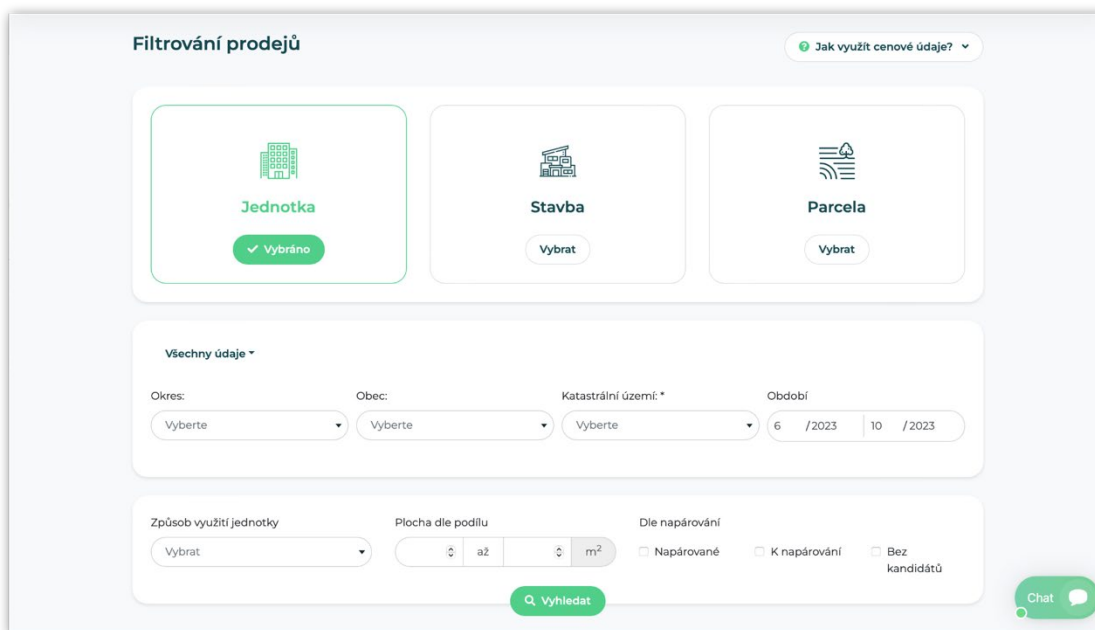 Filtrování prodejů
Jak využít cenové údaje?
Jednotka
Vybráno
Stavba
Vybrat
Parcela
Vybrat
Všechny údaje
Okres:
Vyberte
Obec:
Vyberte
Katastrální území: *
Vyberte
Období
6 / 2023 10 / 2023
Způsob využití jednotky
Vybrat
Plocha dle podílu
až m²
Dle napárování
Napárované K napárování Bez
kandidátů
Vyhledat
Chat